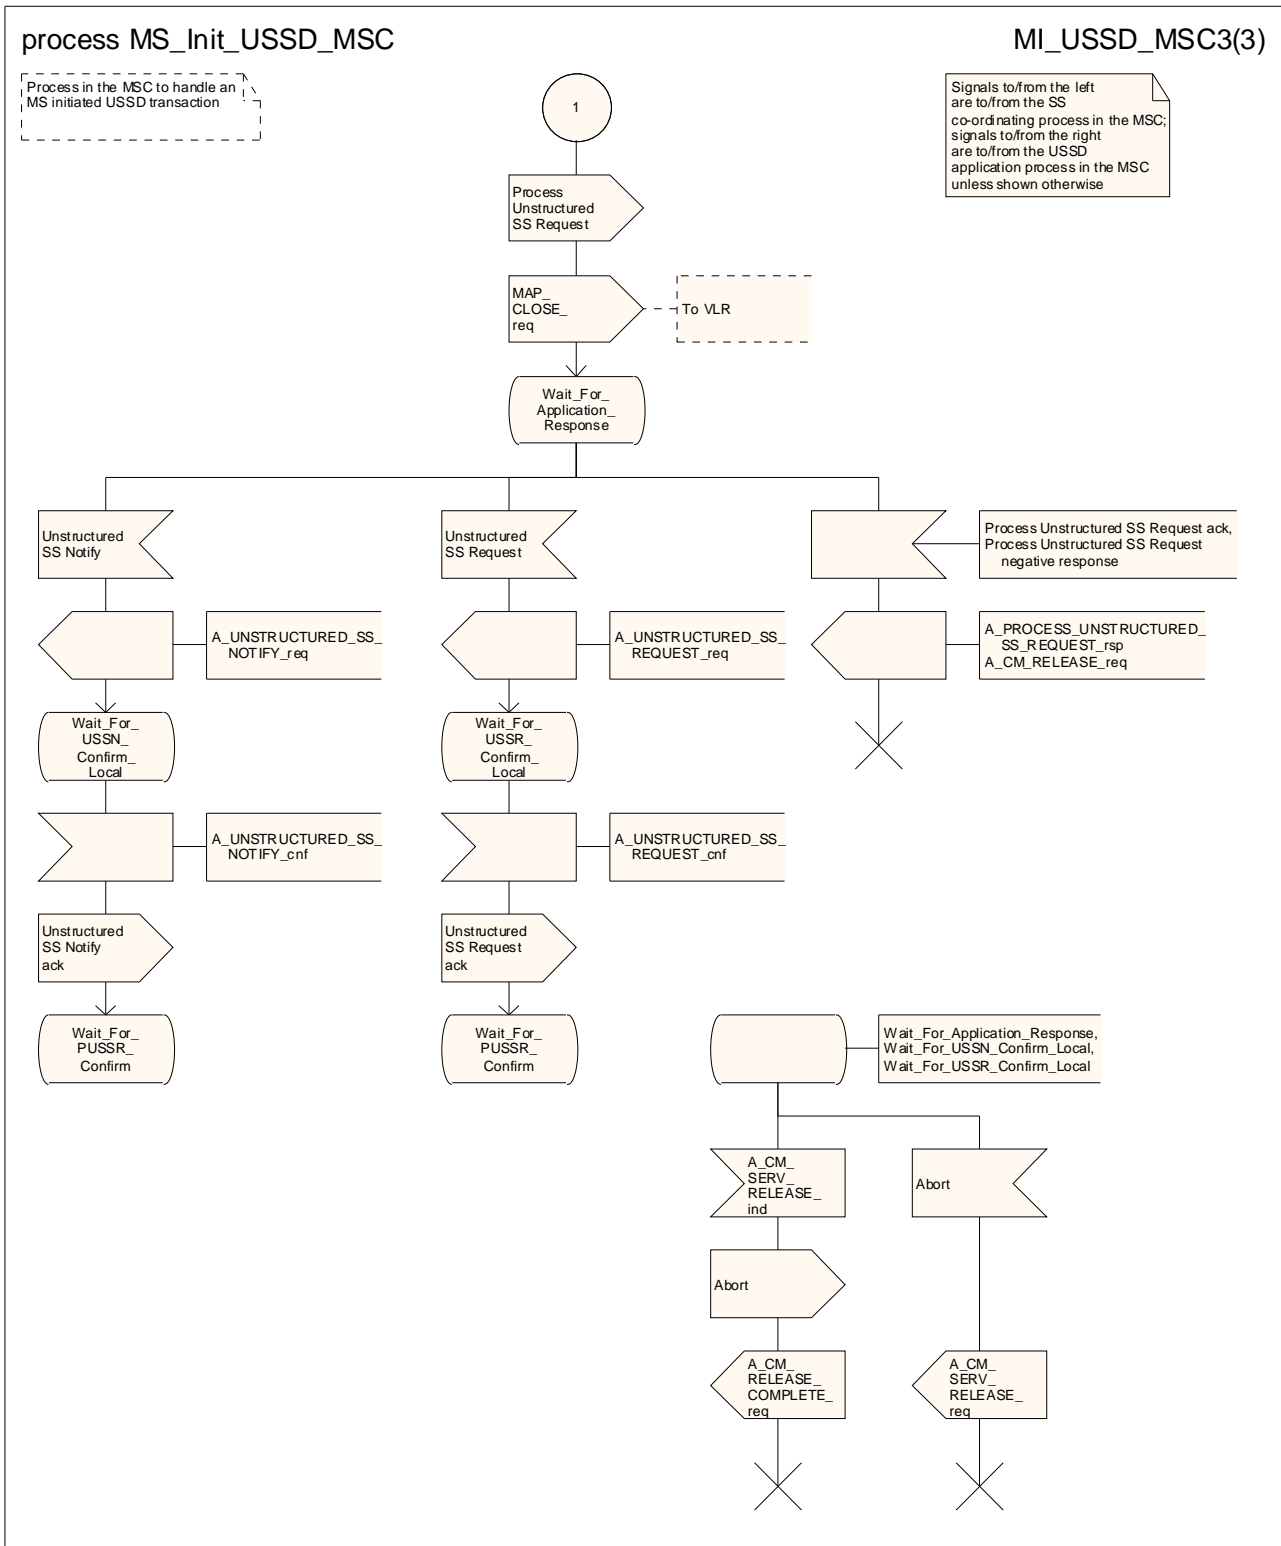 process MS_Init_USSD_MSC
MI_USSD_MSC3(3)
Process in the MSC to handle an
MS initiated USSD transaction
1
Signals to/from the left
are to/from the SS
co-ordinating process in the MSC;
signals to/from the right
are to/from the USSD
application process in the MSC
unless shown otherwise
Process
Unstructured
SS Request
MAP_
CLOSE_
req
To VLR
Wait_For_
Application_
Response
Unstructured
SS Notify
Unstructured
SS Request
Process Unstructured SS Request ack,
Process Unstructured SS Request
negative response
A_UNSTRUCTURED_SS_
NOTIFY_req
A_UNSTRUCTURED_SS_
REQUEST_req
A_PROCESS_UNSTRUCTURED_
SS_REQUEST_rsp
A_CM_RELEASE_req
Wait_For_
USSN_
Confirm_
Local
Wait_For_
USSR_
Confirm_
Local
A_UNSTRUCTURED_SS_
NOTIFY_cnf
A_UNSTRUCTURED_SS_
REQUEST_cnf
Unstructured
SS Notify
ack
Unstructured
SS Request
ack
Wait_For_
PUSSR_
Confirm
Wait_For_
PUSSR_
Confirm
Wait_For_Application_Response,
Wait_For_USSN_Confirm_Local,
Wait_For_USSR_Confirm_Local
A_CM_
SERV_
RELEASE_
ind
Abort
Abort
A_CM_
RELEASE_
COMPLETE_
req
A_CM_
SERV_
RELEASE_
req